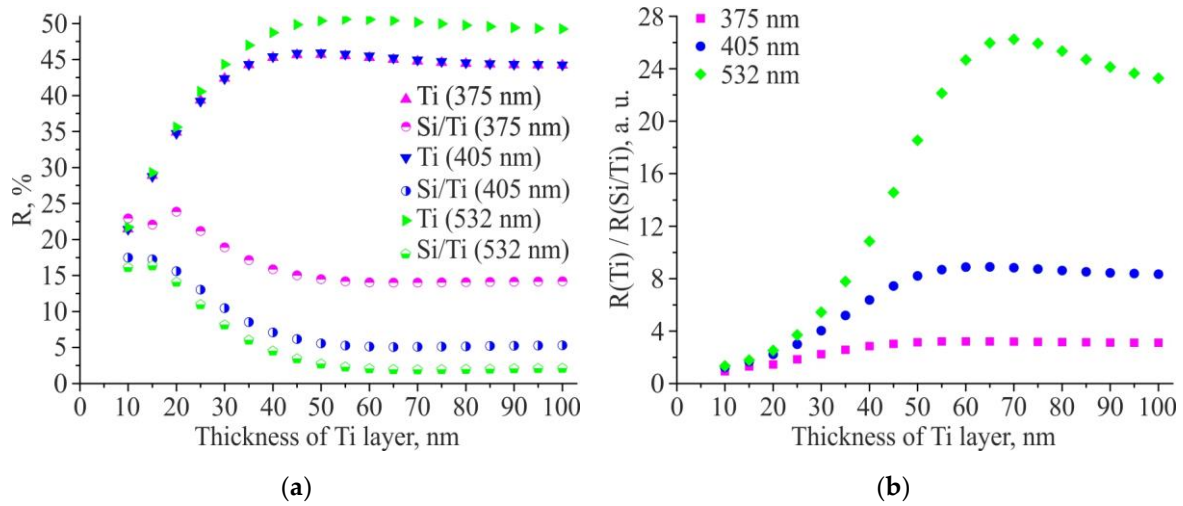 50
45
40
35
30
25
20
15
10
5
0
R, %
Ti (375 nm)
Si/Ti (375 nm)
Ti (405 nm)
Si/Ti (405 nm)
Ti (532 nm)
Si/Ti (532 nm)
0 10 20 30 40 50 60 70 80 90 100
Thickness of Ti layer, nm
(a)
28
24
20
16
12
8
4
0
R(Ti) / R(Si/Ti), a. u.
375 nm
405 nm
532 nm
0 10 20 30 40 50 60 70 80 90 100
Thickness of Ti layer, nm
(b)